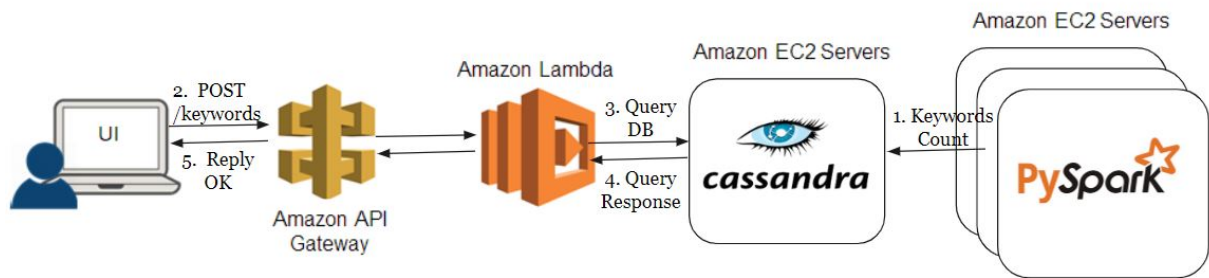 Amazon EC2 Servers
Amazon EC2 Servers
Amazon Lambda
2. POST
/keywords
UI
5. Reply
OK
Amazon API
Gateway
3. Query
DB
4. Query
Response
cassandra
1. Keywords
Count
PySpark